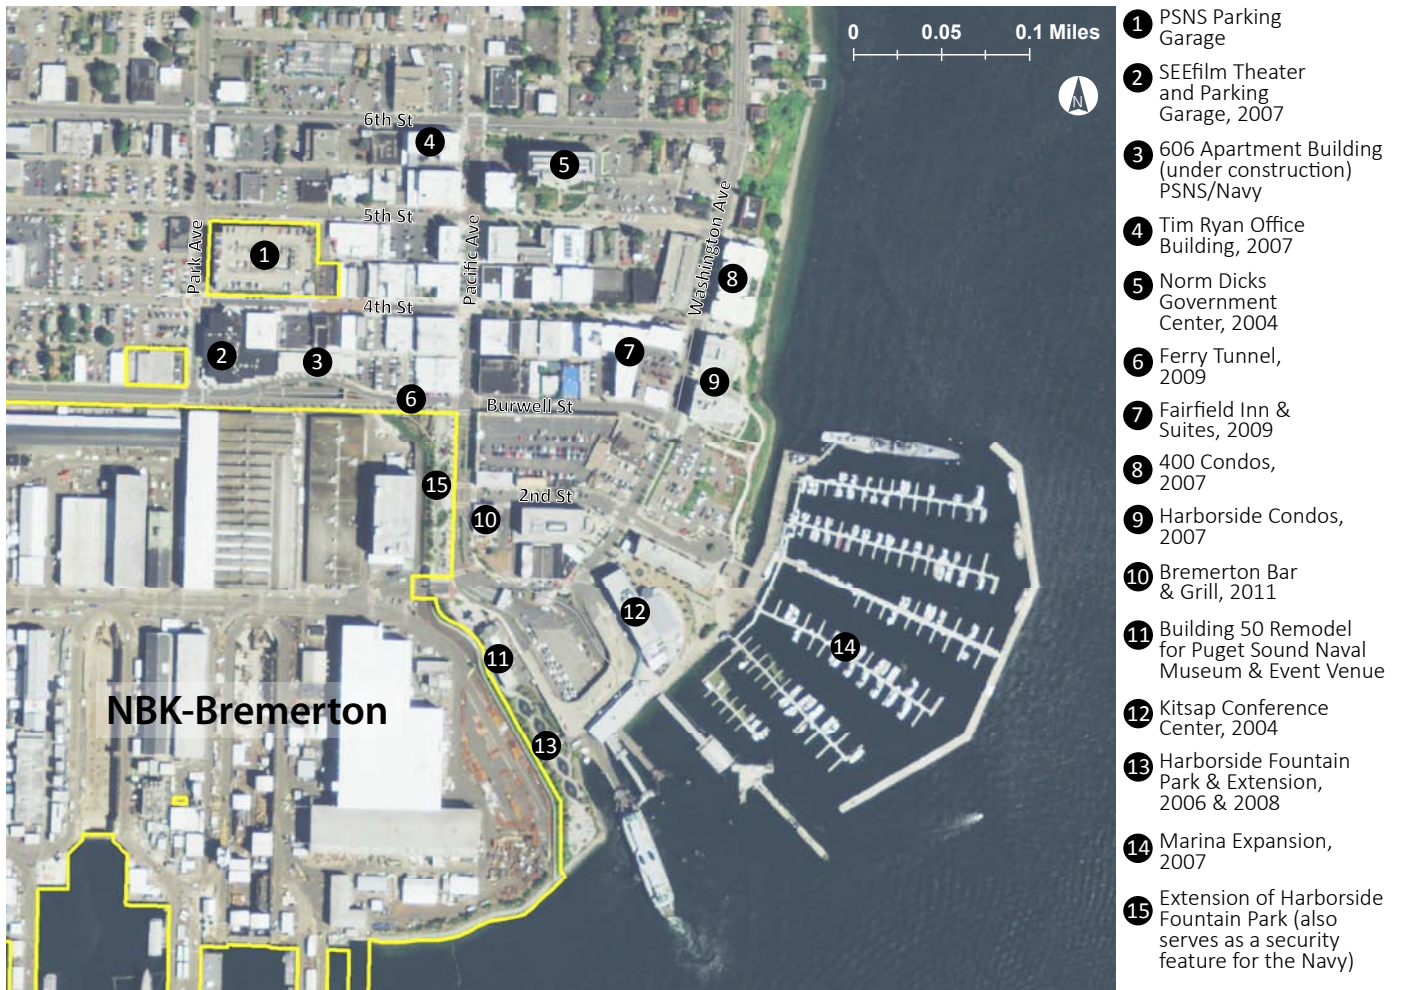 0 0.05 0.1 Miles
N
6th St
4
5
5th St
Park Ave
Pacific Ave
Washington Ave
1
8
4th St
2
3
7
9
6
Burwell St
15
2nd St
10
12
14
11
NBK-Bremerton
13
1 PSNS Parking
Garage
2 SEEfilm Theater
and Parking
Garage, 2007
3 606 Apartment Building
(under construction)
PSNS/Navy
4 Tim Ryan Office
Building, 2007
5 Norm Dicks
Government
Center, 2004
6 Ferry Tunnel,
2009
7 Fairfield Inn &
Suites, 2009
8 400 Condos,
2007
9 Harborside Condos,
2007
10 Bremerton Bar
& Grill, 2011
11 Building 50 Remodel
for Puget Sound Naval
Museum & Event Venue
12 Kitsap Conference
Center, 2004
13 Harborside Fountain
Park & Extension,
2006 & 2008
14 Marina Expansion,
2007
15 Extension of Harborside
Fountain Park (also
serves as a security
feature for the Navy)